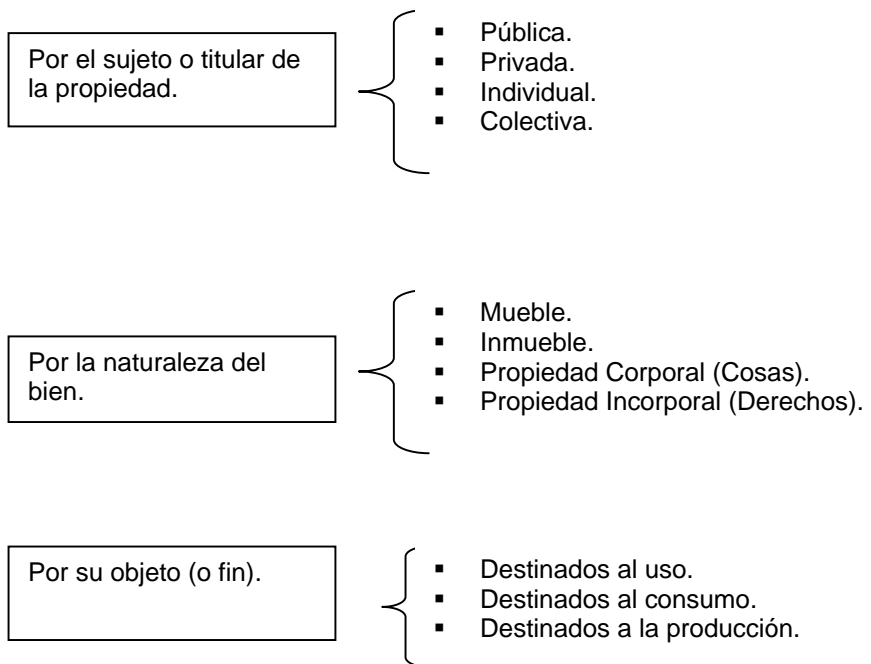 Por el sujeto o titular de
la propiedad.
▪ Pública.
▪ Privada.
▪ Individual.
▪ Colectiva.
Por la naturaleza del
bien.
▪ Mueble.
▪ Inmueble.
▪ Propiedad Corporal (Cosas).
▪ Propiedad Incorporal (Derechos).
Por su objeto (o fin).
▪ Destinados al uso.
▪ Destinados al consumo.
▪ Destinados a la producción.